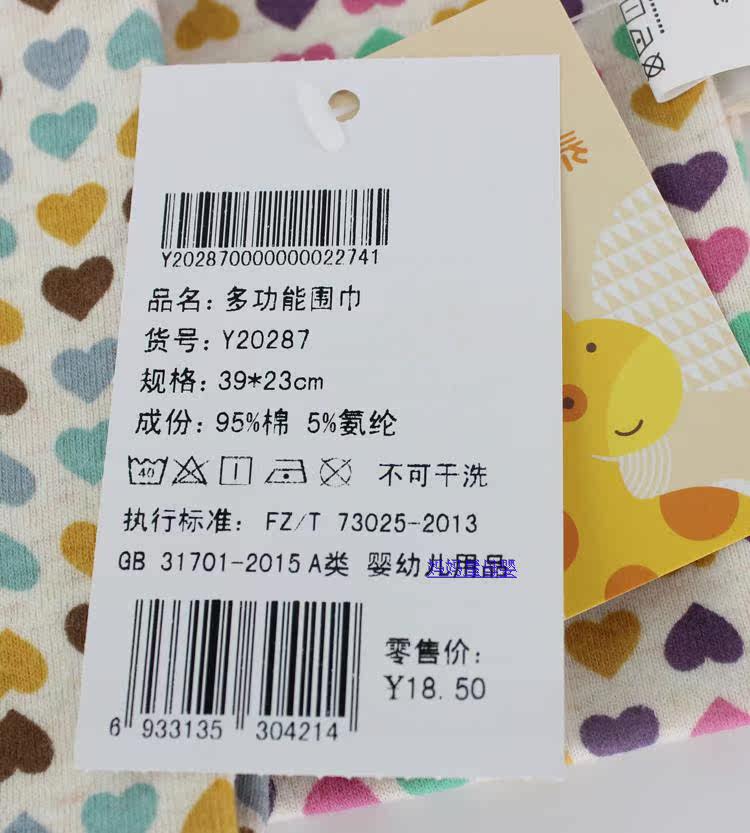 Y202870000000022741
品名: 多功能围巾
货号: Y20287
规格: 39*23cm
成份: 95%棉 5%氨纶
40 不可干洗
执行标准: FZ/T 73025-2013
GB 31701-2015 A类 婴幼儿用品
零售价:
¥18.50
6 933135 304214